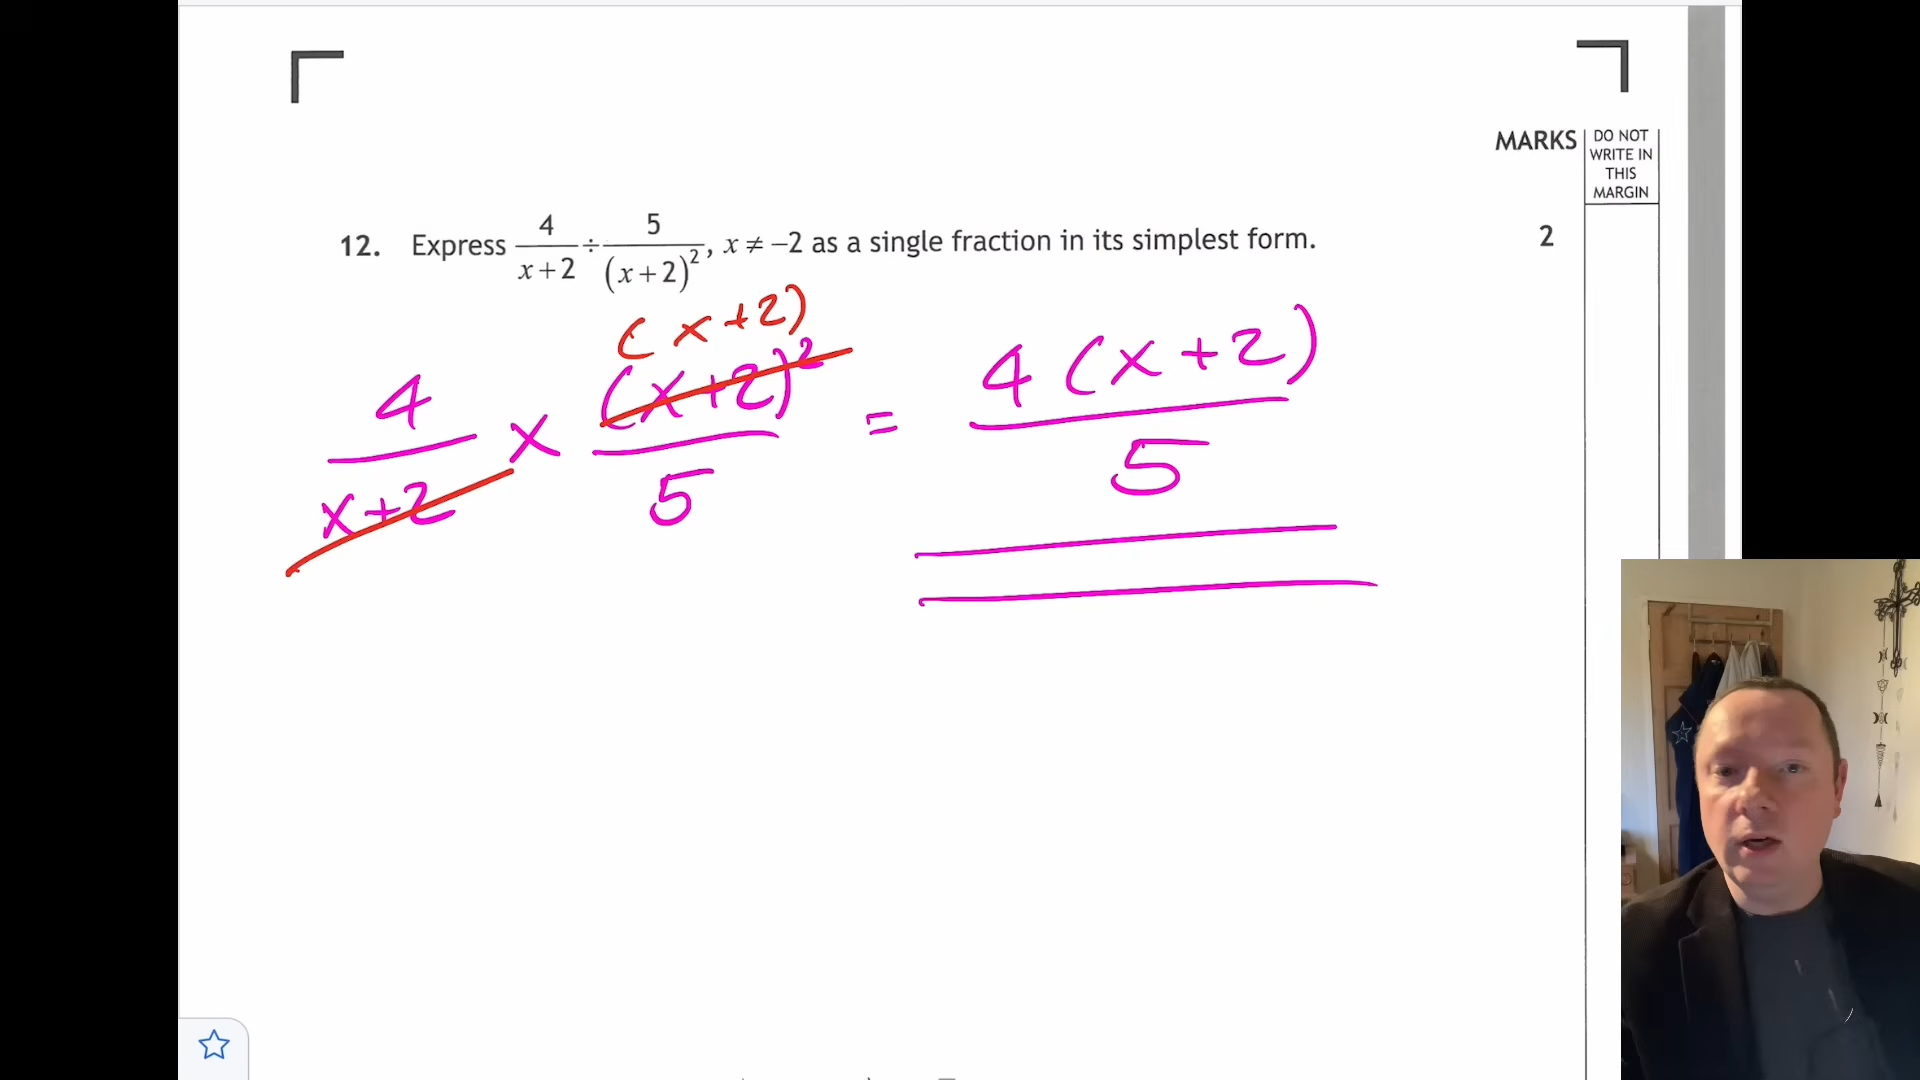 MARKS
DO NOT
WRITE IN
THIS
MARGIN
12. Express 4/(x+2) ÷ 5/(x+2)², x ≠ −2 as a single fraction in its simplest form. 2
(x+2)
4/(x+2) × (x+2)²/5 = 4(x+2)/5